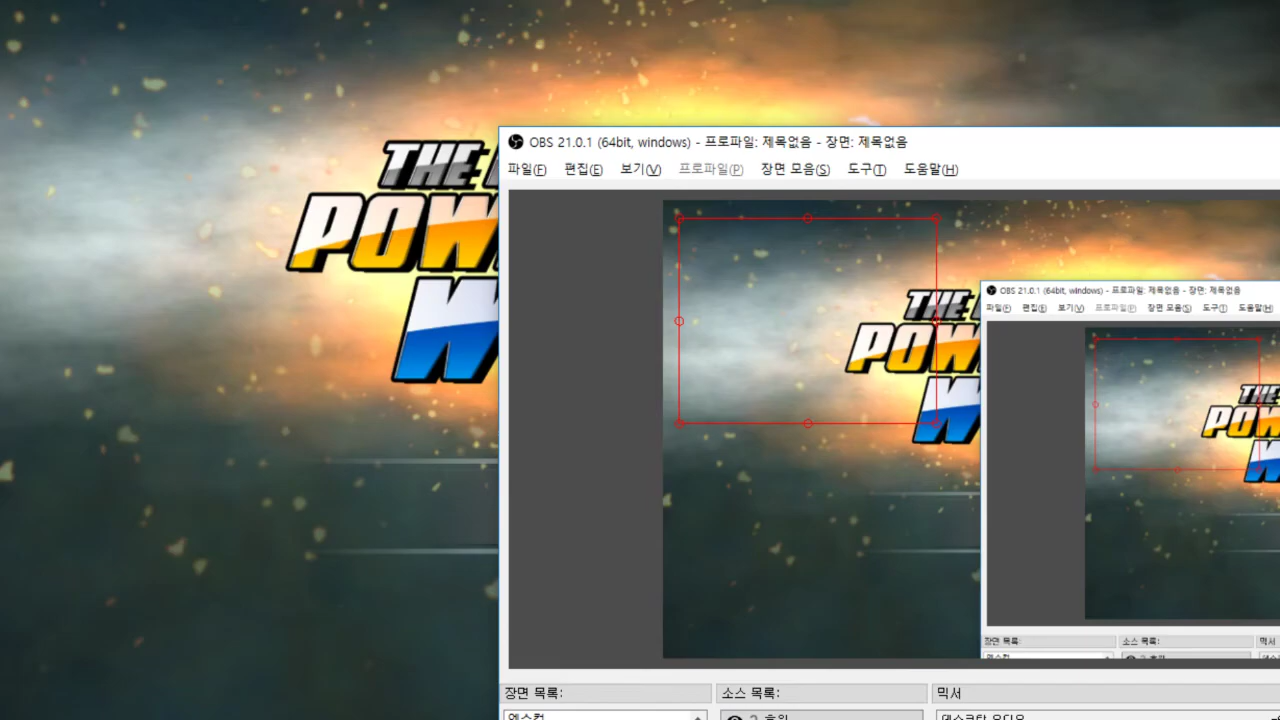 THE
POW
W
OBS 21.0.1 (64bit, windows) - 프로파일: 제목없음 - 장면: 제목없음
파일(F) 편집(E) 보기(V) 프로파일(P) 장면 모음(S) 도구(T) 도움말(H)
THE
POW
W
OBS 21.0.1 (64bit, windows) - 프로파일: 제목없음 - 장면: 제목없음
파일(F) 편집(E) 보기(V) 프로파일(P) 장면 모음(S) 도구(T) 도움말(H)
THE
POW
W
장면 목록: 소스 목록: 믹서
장면 목록: 소스 목록: 믹서